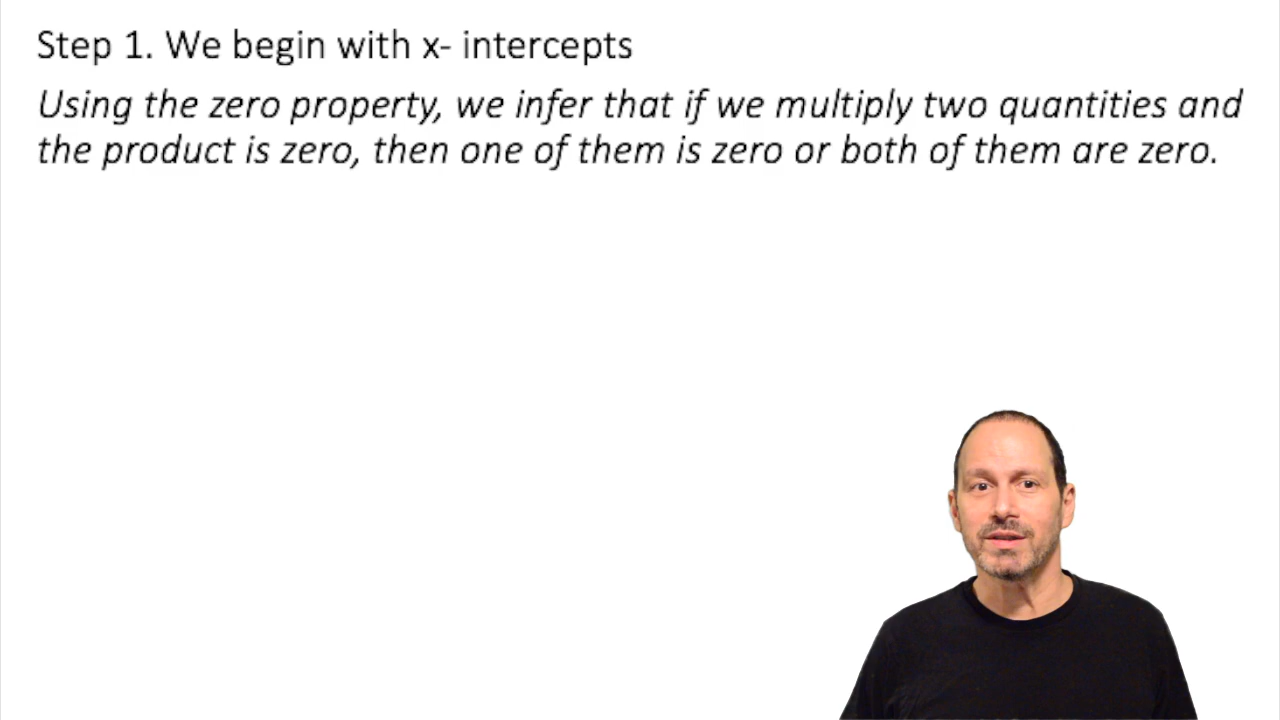 Step 1. We begin with x- intercepts
Using the zero property, we infer that if we multiply two quantities and
the product is zero, then one of them is zero or both of them are zero.